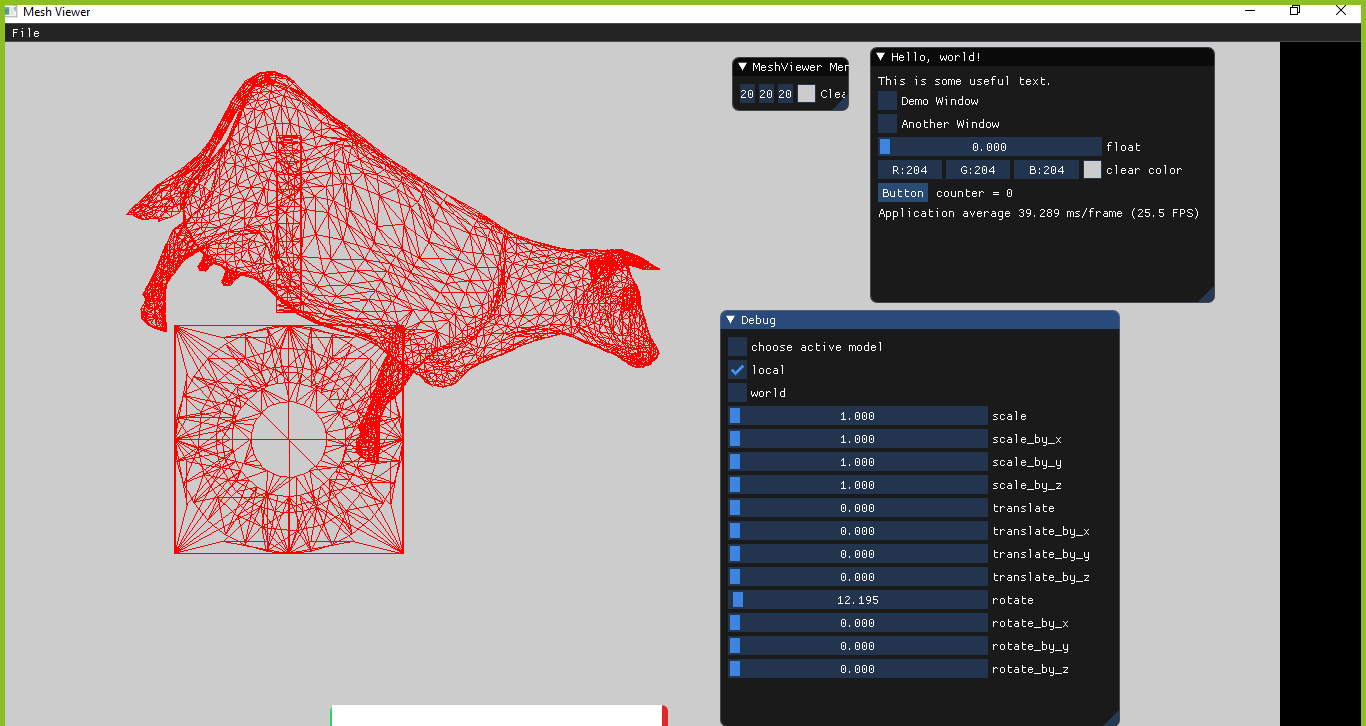 Mesh Viewer
File
MeshViewer Mer
20 20 20 Clea
Hello, world!
This is some useful text.
Demo Window
Another Window
0.000 float
R:204 G:204 B:204 clear color
Button counter = 0
Application average 39.289 ms/frame (25.5 FPS)
Debug
choose active model
local
world
1.000 scale
1.000 scale_by_x
1.000 scale_by_y
1.000 scale_by_z
0.000 translate
0.000 translate_by_x
0.000 translate_by_y
0.000 translate_by_z
12.195 rotate
0.000 rotate_by_x
0.000 rotate_by_y
0.000 rotate_by_z